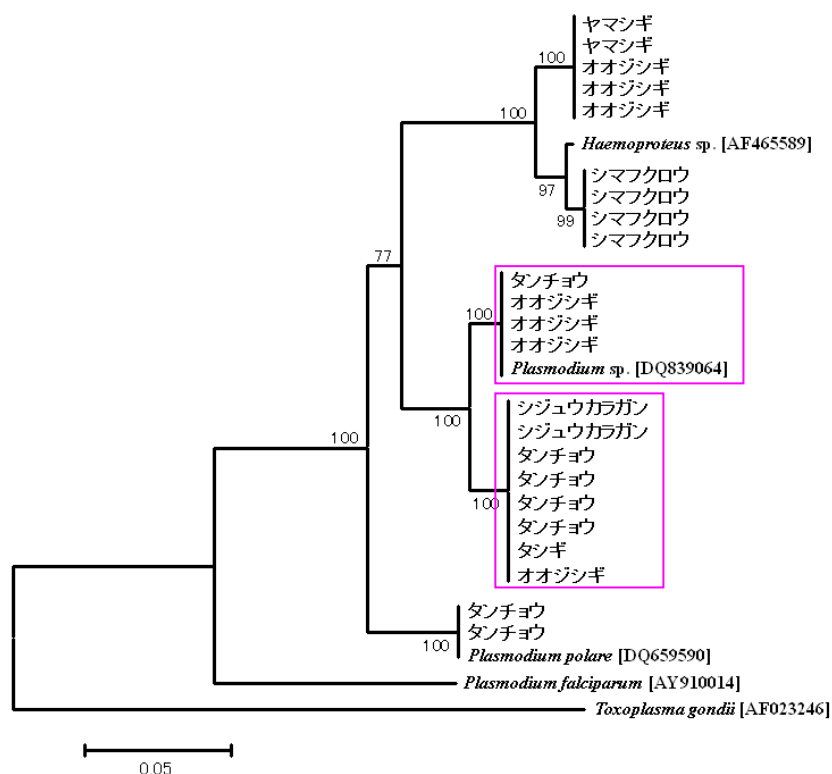 ヤマシギ
ヤマシギ
100
オオジシギ
オオジシギ
オオジシギ
100
Haemoproteus sp. [AF465589]
シマフクロウ
97
シマフクロウ
99
シマフクロウ
シマフクロウ
77
タンチョウ
オオジシギ
100
オオジシギ
オオジシギ
Plasmodium sp. [DQ839064]
シジュウカラガン
100
シジュウカラガン
100
タンチョウ
タンチョウ
100
タンチョウ
タンチョウ
タシギ
オオジシギ
タンチョウ
タンチョウ
100
Plasmodium polare [DQ659590]
Plasmodium falciparum [AY910014]
Toxoplasma gondii [AF023246]
0.05